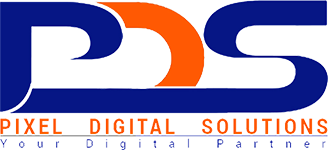 PDS
PIXEL DIGITAL SOLUTIONS
Your Digital Partner